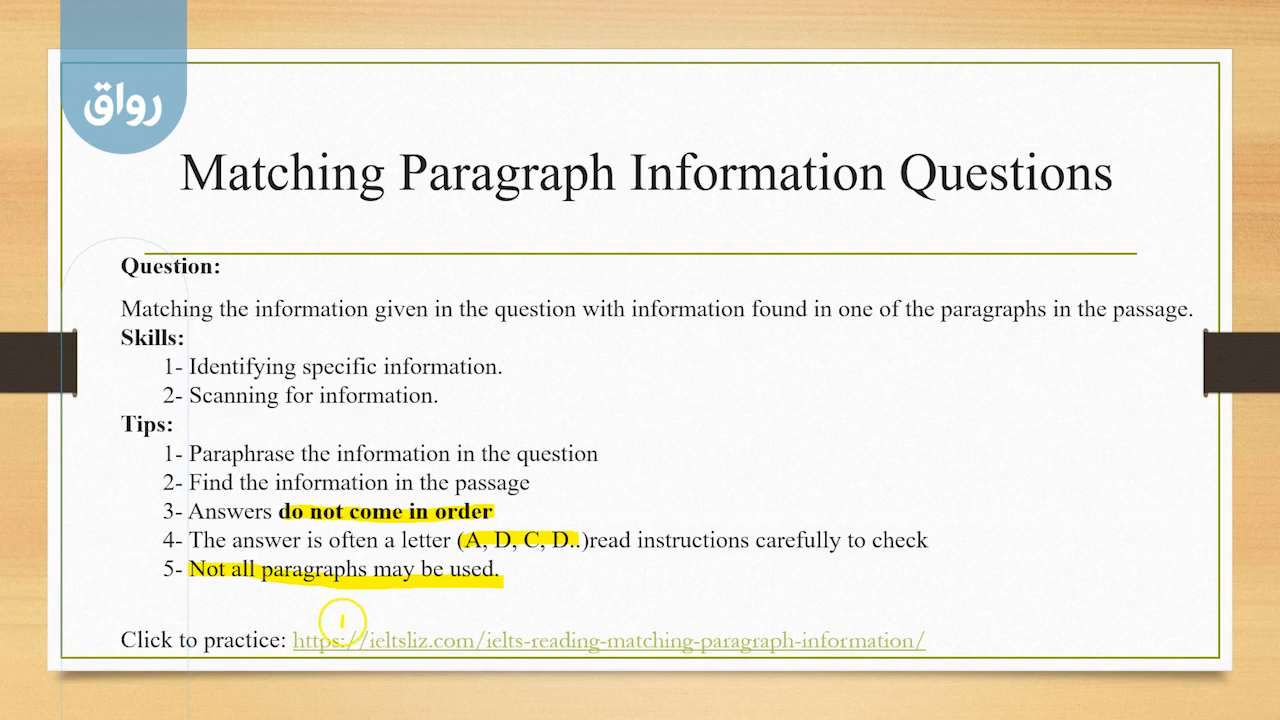 رواق
Matching Paragraph Information Questions
Question:
Matching the information given in the question with information found in one of the paragraphs in the passage.
Skills:
1- Identifying specific information.
2- Scanning for information.
Tips:
1- Paraphrase the information in the question
2- Find the information in the passage
3- Answers do not come in order
4- The answer is often a letter (A, D, C, D..)read instructions carefully to check
5- Not all paragraphs may be used.
1
Click to practice: https://ieltsliz.com/ielts-reading-matching-paragraph-information/